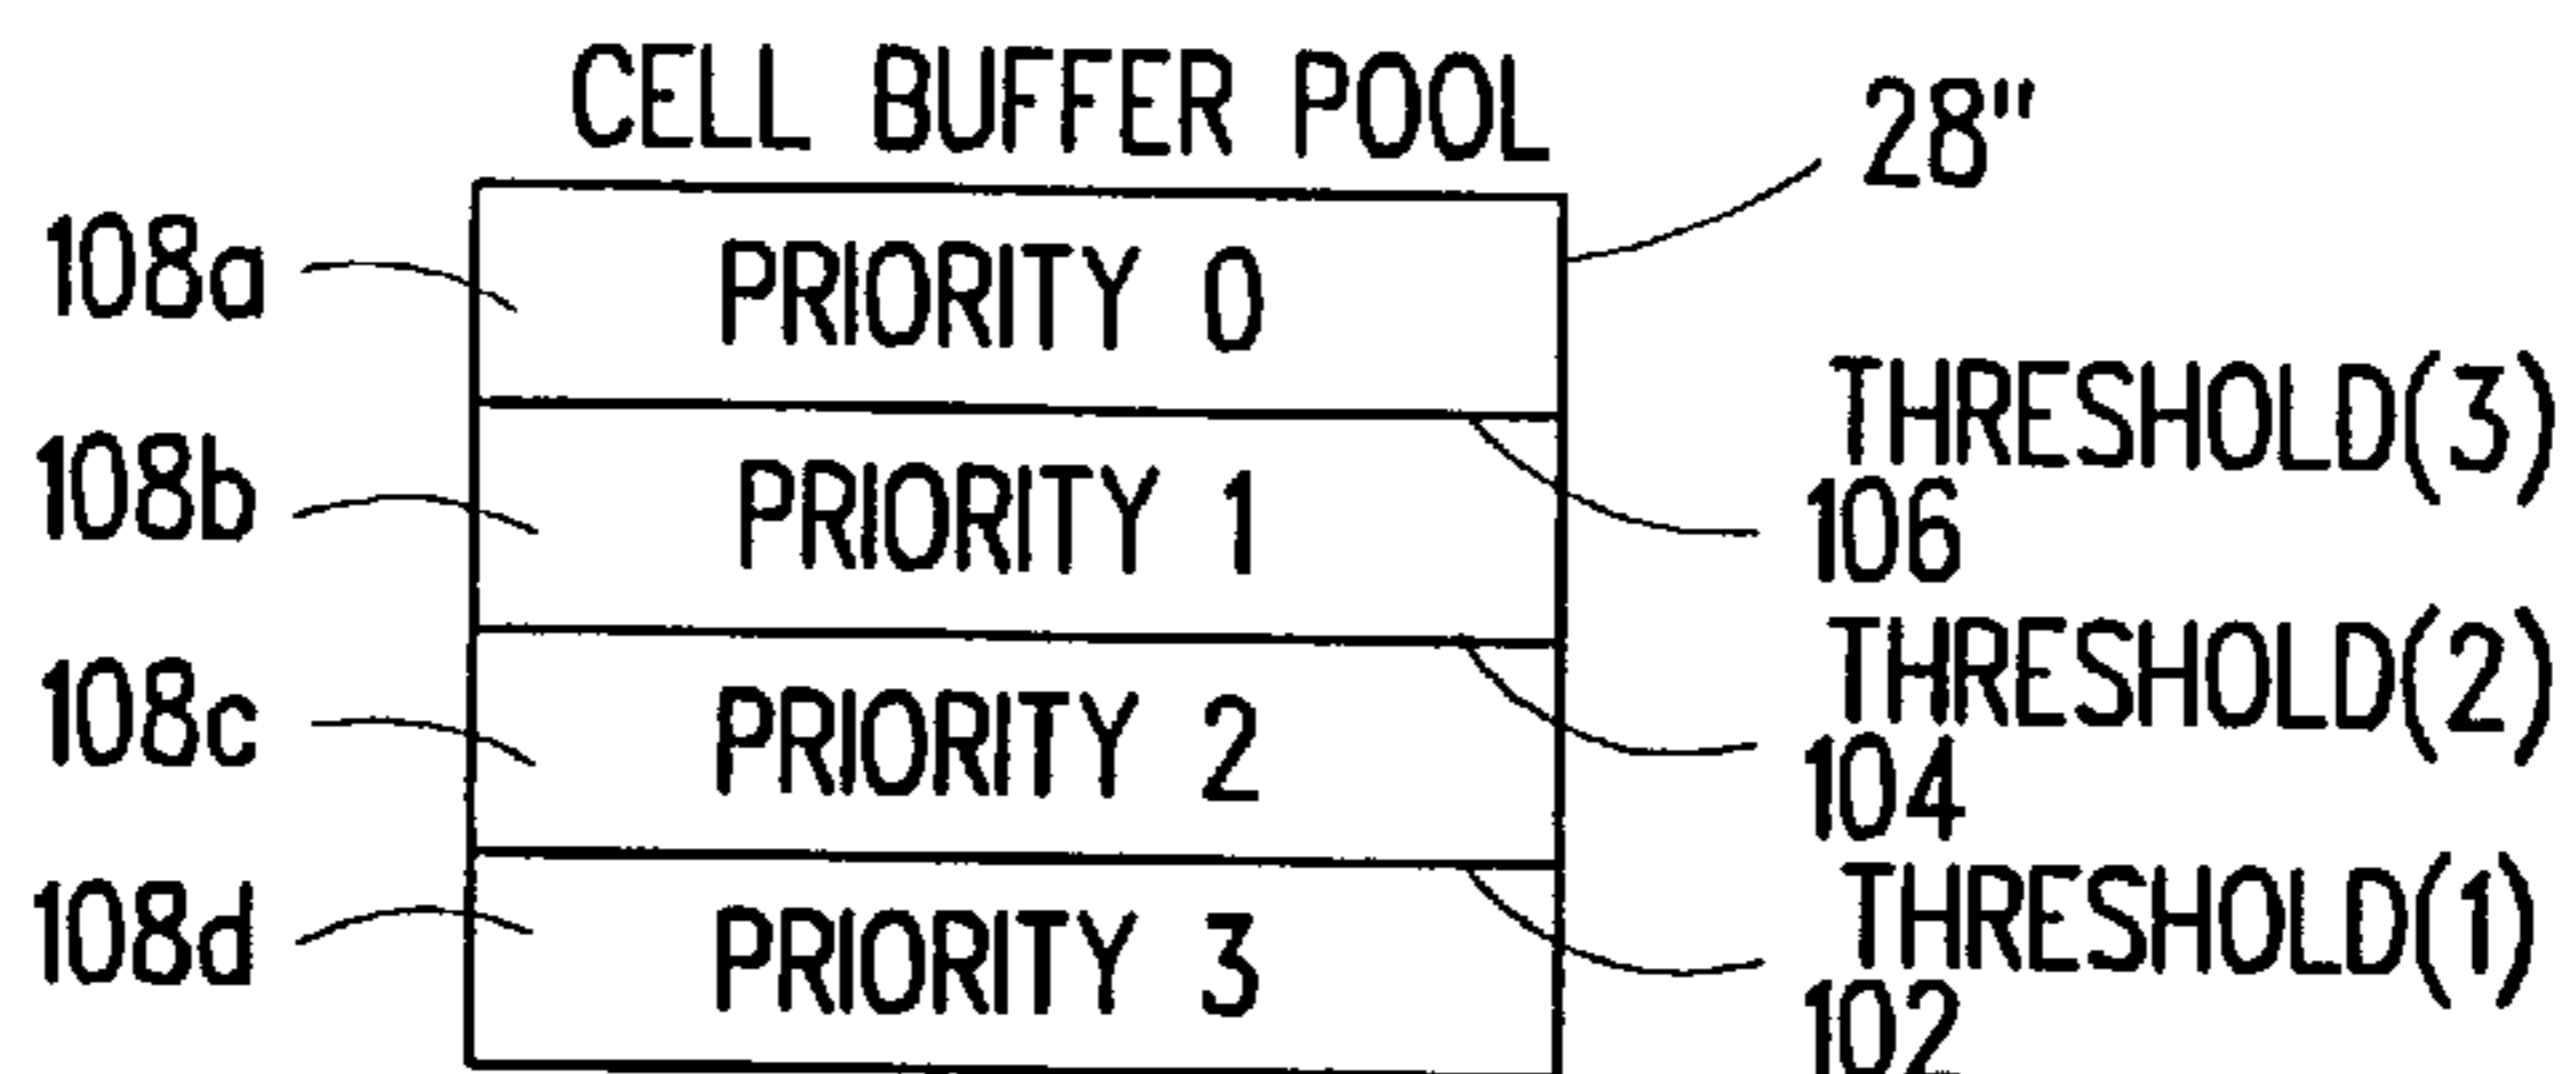 CELL BUFFER POOL
28"
108a
PRIORITY 0
THRESHOLD(3)
106
108b
PRIORITY 1
THRESHOLD(2)
104
108c
PRIORITY 2
THRESHOLD(1)
102
108d
PRIORITY 3